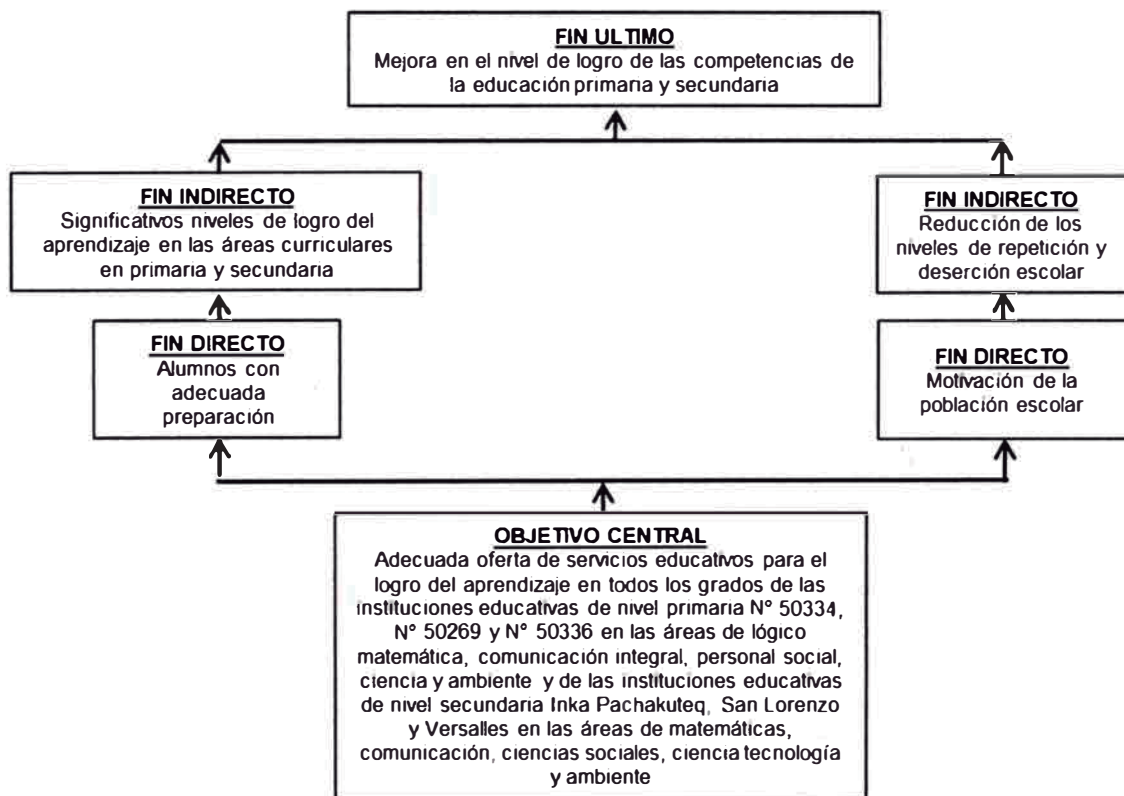 FIN ULTIMO
Mejora en el nivel de logro de las competencias de
la educación primaria y secundaria
FIN INDIRECTO
Significativos niveles de logro del
aprendizaje en las áreas curriculares
en primaria y secundaria
FIN INDIRECTO
Reducción de los
niveles de repetición y
deserción escolar
FIN DIRECTO
Alumnos con
adecuada
preparación
FIN DIRECTO
Motivación de la
población escolar
OBJETIVO CENTRAL
Adecuada oferta de servicios educativos para el
logro del aprendizaje en todos los grados de las
instituciones educativas de nivel primaria N° 50334,
N° 50269 y N° 50336 en las áreas de lógico
matemática, comunicación integral, personal social,
ciencia y ambiente y de las instituciones educativas
de nivel secundaria Inka Pachakuteq, San Lorenzo
y Versalles en las áreas de matemáticas,
comunicación, ciencias sociales, ciencia tecnología
y ambiente